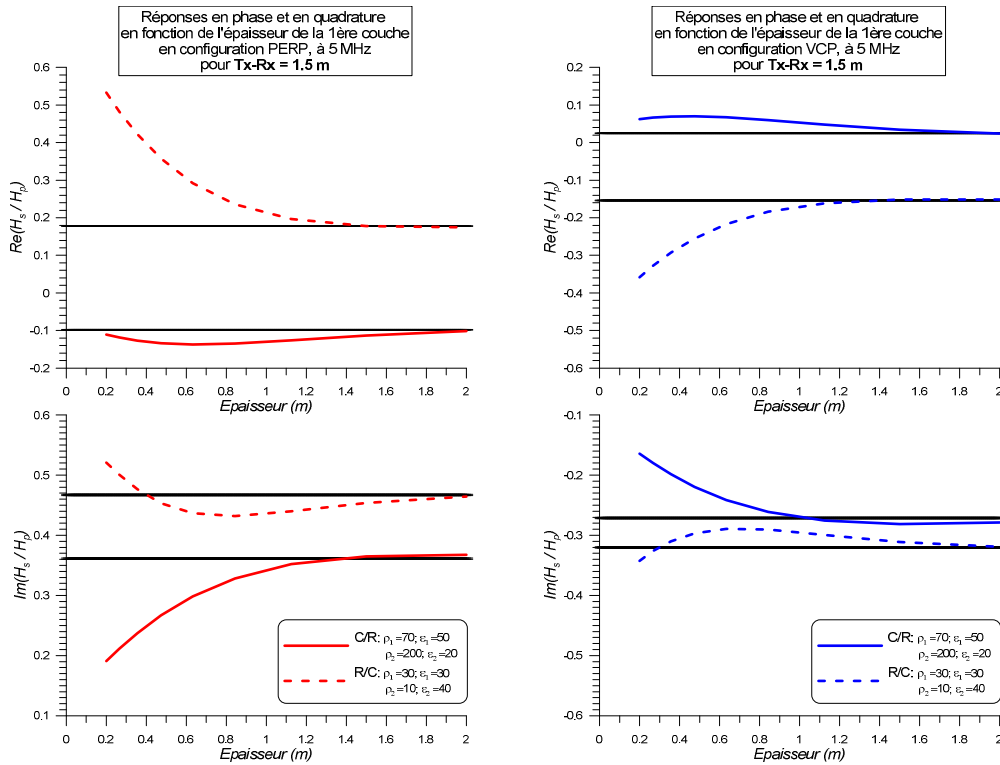 Réponses en phase et en quadrature
en fonction de l'épaisseur de la 1ère couche
en configuration PERP, à 5 MHz
pour Tx-Rx = 1.5 m
Réponses en phase et en quadrature
en fonction de l'épaisseur de la 1ère couche
en configuration VCP, à 5 MHz
pour Tx-Rx = 1.5 m
Re(Hs / Hp)
0.6
0.5
0.4
0.3
0.2
0.1
0
-0.1
-0.2
0 0.2 0.4 0.6 0.8 1 1.2 1.4 1.6 1.8 2
Epaisseur (m)
Re(Hs / Hp)
0.2
0.1
0
-0.1
-0.2
-0.3
-0.4
-0.5
-0.6
0 0.2 0.4 0.6 0.8 1 1.2 1.4 1.6 1.8 2
Epaisseur (m)
Im(Hs / Hp)
0.6
0.5
0.4
0.3
0.2
0.1
0 0.2 0.4 0.6 0.8 1 1.2 1.4 1.6 1.8 2
Epaisseur (m)
C/R: ρ1=70; ε1=50
ρ2=200; ε2=20
R/C: ρ1=30; ε1=30
ρ2=10; ε2=40
Im(Hs / Hp)
-0.1
-0.2
-0.3
-0.4
-0.5
-0.6
0 0.2 0.4 0.6 0.8 1 1.2 1.4 1.6 1.8 2
Epaisseur (m)
C/R: ρ1=70; ε1=50
ρ2=200; ε2=20
R/C: ρ1=30; ε1=30
ρ2=10; ε2=40